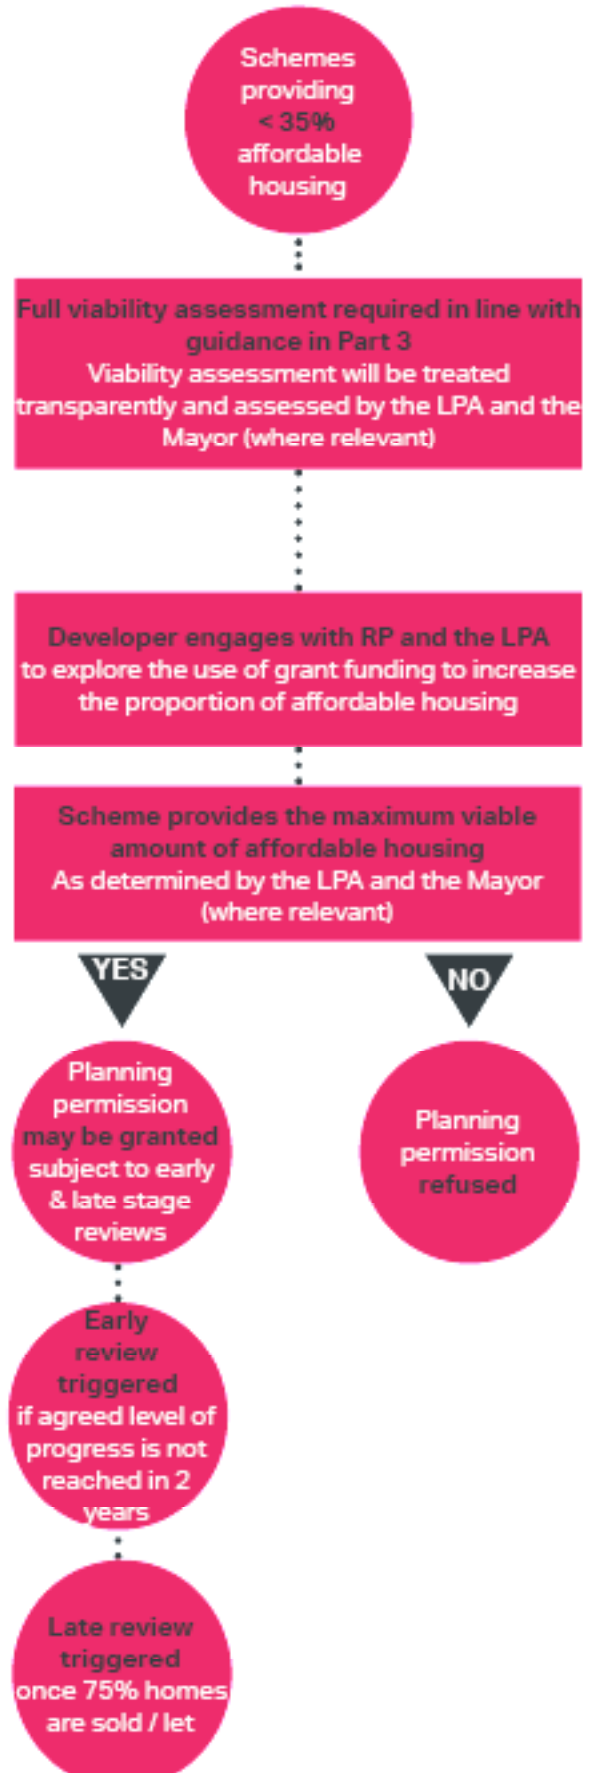 Schemes
providing
< 35%
affordable
housing
Full viability assessment required in line with
guidance in Part 3
Viability assessment will be treated
transparently and assessed by the LPA and the
Mayor (where relevant)
Developer engages with RP and the LPA
to explore the use of grant funding to increase
the proportion of affordable housing
Scheme provides the maximum viable
amount of affordable housing
As determined by the LPA and the Mayor
(where relevant)
YES
NO
Planning
permission
may be granted
subject to early
& late stage
reviews
Planning
permission
refused
Early
review
triggered
if agreed level of
progress is not
reached in 2
years
Late review
triggered
once 75% homes
are sold / let